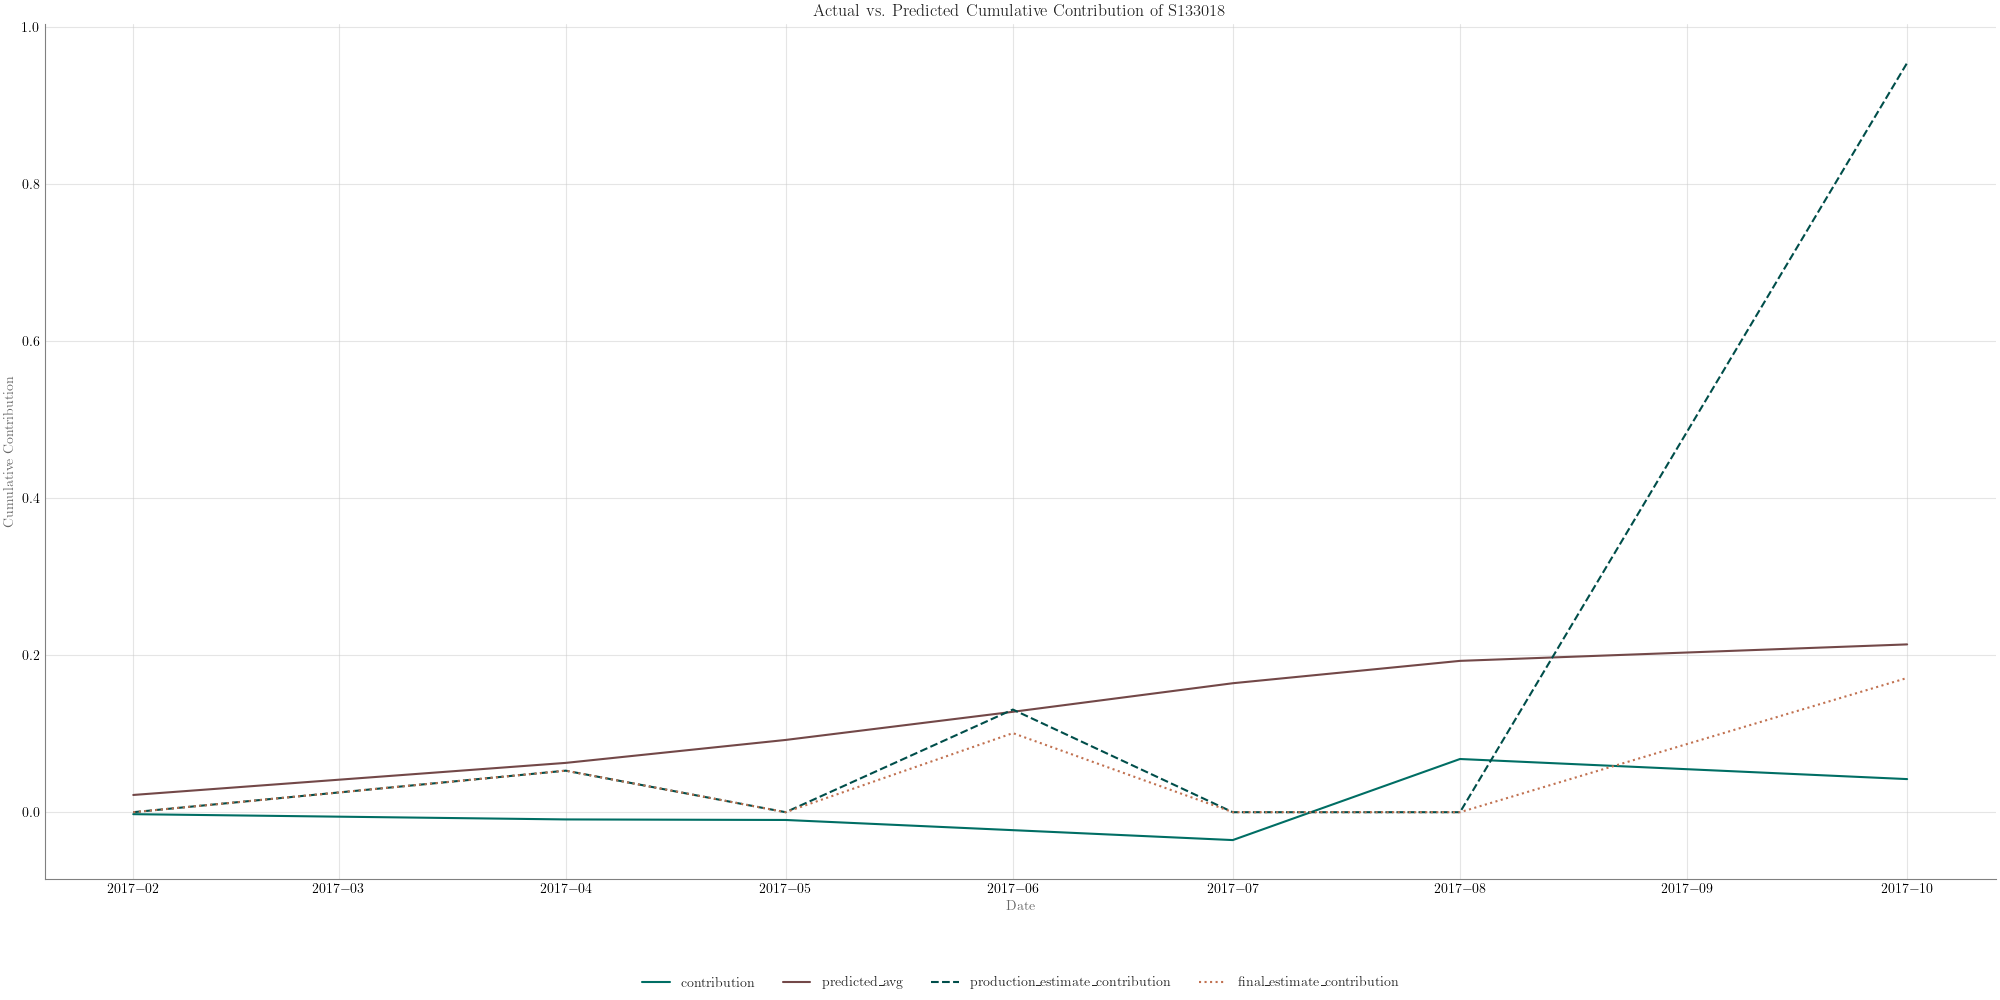 Actual vs. Predicted Cumulative Contribution of S133018
1.0
0.8
0.6
0.4
0.2
0.0
Cumulative Contribution
2017−02 2017−03 2017−04 2017−05 2017−06 2017−07 2017−08 2017−09 2017−10
Date
contribution predicted_avg production_estimate_contribution final_estimate_contribution